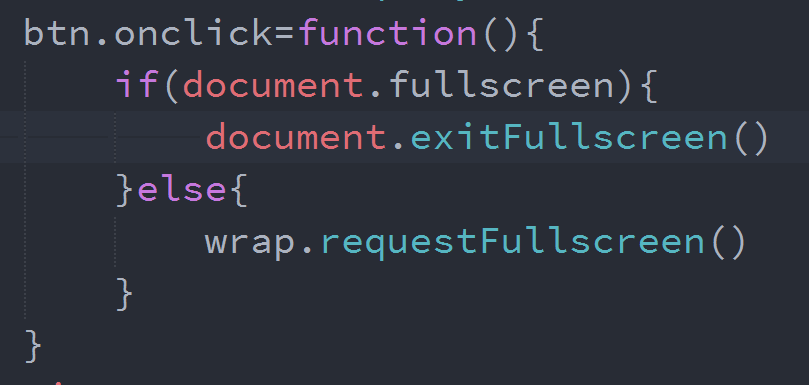 btn.onclick=function(){
    if(document.fullscreen){
        document.exitFullscreen()
    }else{
        wrap.requestFullscreen()
    }
}